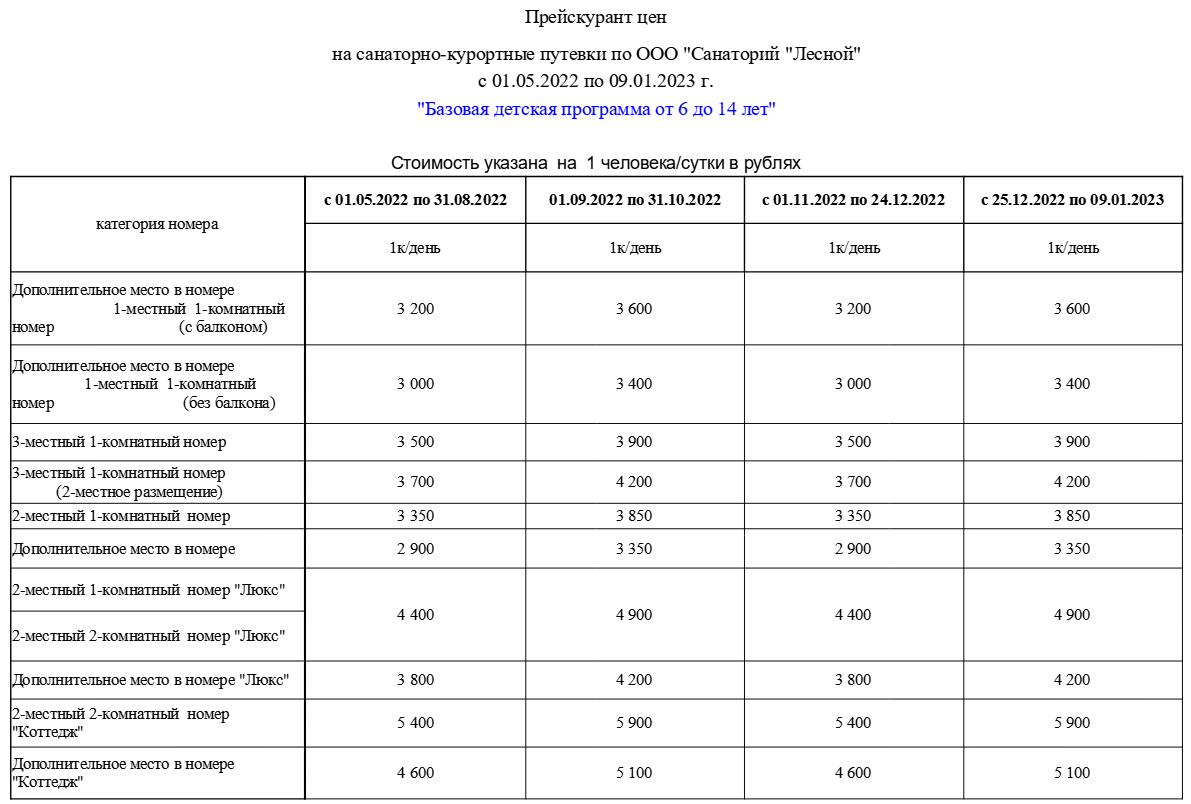 Прейскурант цен
на санаторно-курортные путевки по ООО "Санаторий "Лесной"
с 01.05.2022 по 09.01.2023 г.
"Базовая детская программа от 6 до 14 лет"
Стоимость указана на 1 человека/сутки в рублях
категория номера
с 01.05.2022 по 31.08.2022 01.09.2022 по 31.10.2022 с 01.11.2022 по 24.12.2022 с 25.12.2022 по 09.01.2023
1к/день 1к/день 1к/день 1к/день
Дополнительное место в номере
1-местный 1-комнатный
номер (с балконом)
3 200 3 600 3 200 3 600
Дополнительное место в номере
1-местный 1-комнатный
номер (без балкона)
3 000 3 400 3 000 3 400
3-местный 1-комнатный номер 3 500 3 900 3 500 3 900
3-местный 1-комнатный номер
(2-местное размещение)
3 700 4 200 3 700 4 200
2-местный 1-комнатный номер 3 350 3 850 3 350 3 850
Дополнительное место в номере 2 900 3 350 2 900 3 350
2-местный 1-комнатный номер "Люкс"
2-местный 2-комнатный номер "Люкс"
4 400 4 900 4 400 4 900
Дополнительное место в номере "Люкс" 3 800 4 200 3 800 4 200
2-местный 2-комнатный номер
"Коттедж"
5 400 5 900 5 400 5 900
Дополнительное место в номере
"Коттедж"
4 600 5 100 4 600 5 100